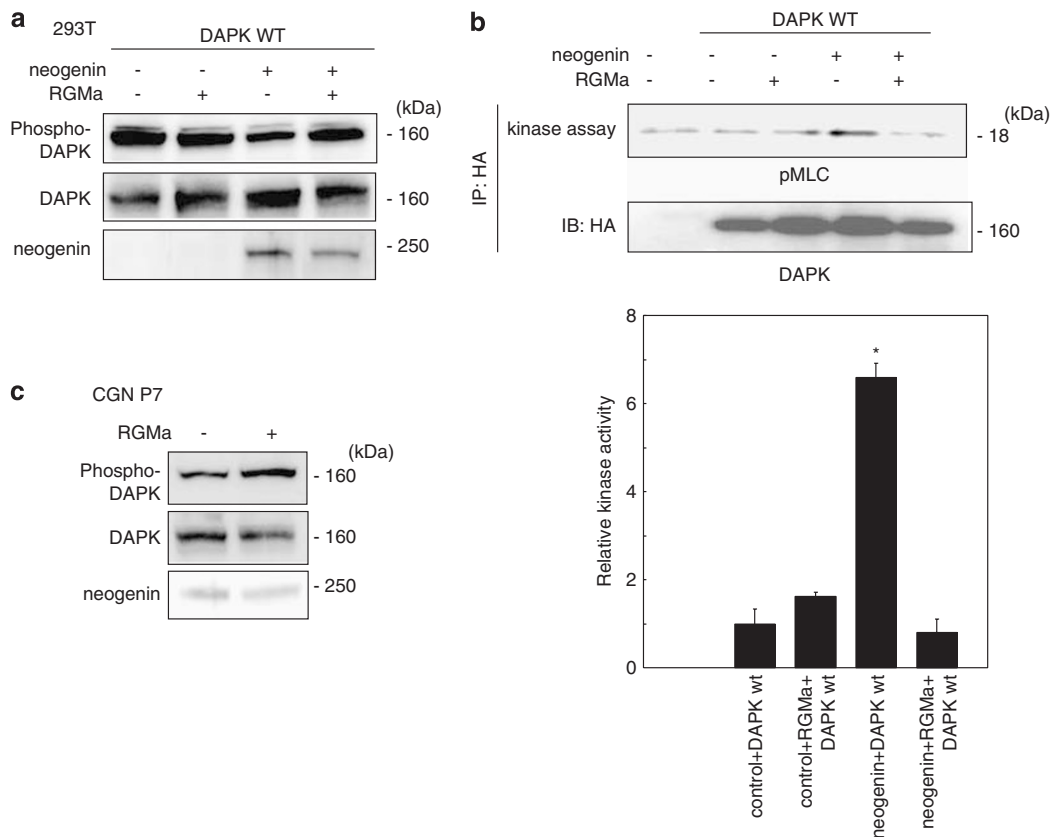 a
293T
DAPK WT
neogenin - - + +
RGMa - + - +
(kDa)
Phospho-
DAPK
- 160
DAPK
- 160
neogenin
- 250
b
DAPK WT
neogenin - - - + +
RGMa - - + - +
(kDa)
IP: HA
kinase assay
- 18
pMLC
IB: HA
- 160
DAPK
8
6
4
2
0
Relative kinase activity
*
control+DAPK wt
control+RGMa+
DAPK wt
neogenin+DAPK wt
neogenin+RGMa+
DAPK wt
c
CGN P7
RGMa - +
(kDa)
Phospho-
DAPK
- 160
DAPK
- 160
neogenin
- 250